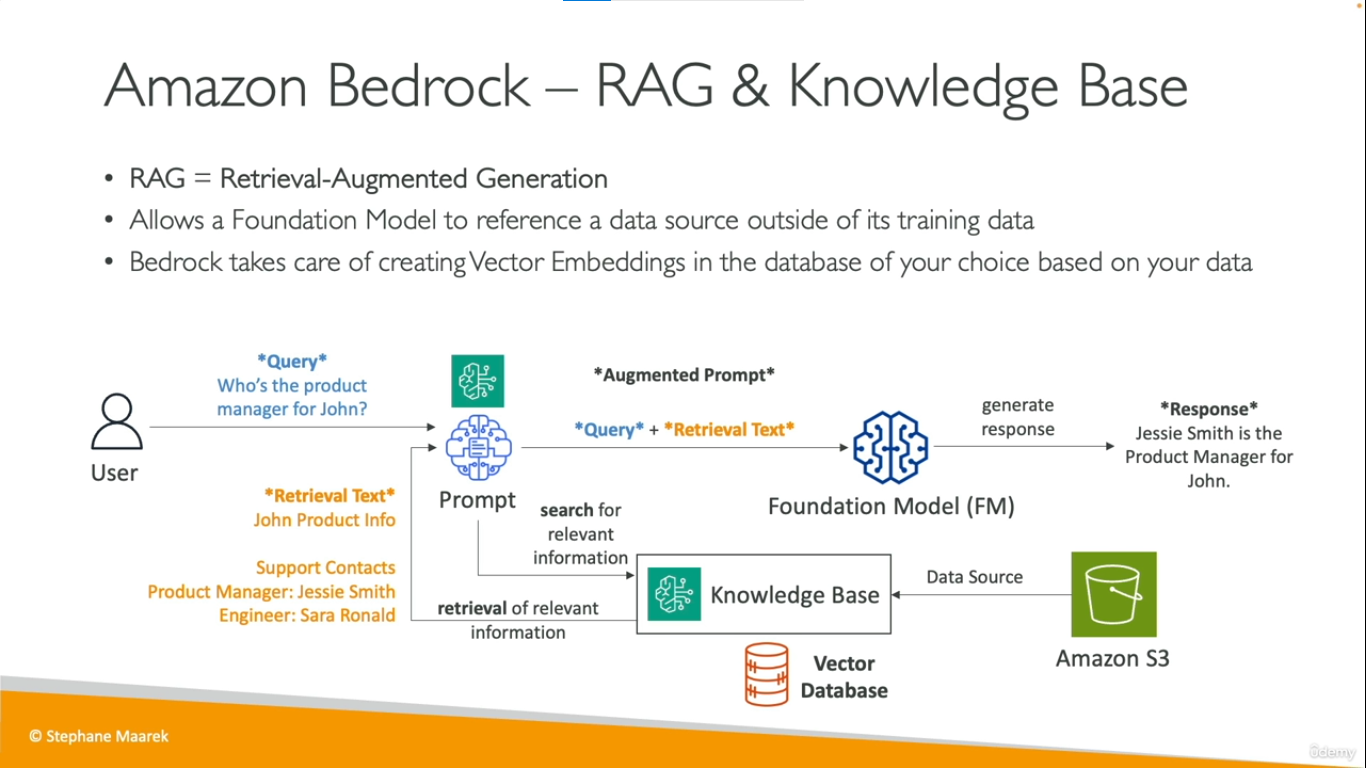 Amazon Bedrock – RAG & Knowledge Base
• RAG = Retrieval-Augmented Generation
• Allows a Foundation Model to reference a data source outside of its training data
• Bedrock takes care of creating Vector Embeddings in the database of your choice based on your data
*Query*
Who's the product
manager for John?
User
*Retrieval Text*
John Product Info
Support Contacts
Product Manager: Jessie Smith
Engineer: Sara Ronald
Prompt
*Augmented Prompt*
*Query* + *Retrieval Text*
search for
relevant
information
retrieval of relevant
information
Foundation Model (FM)
generate
response
*Response*
Jessie Smith is the
Product Manager for
John.
Knowledge Base
Data Source
Amazon S3
Vector
Database
© Stephane Maarek
ûdemy